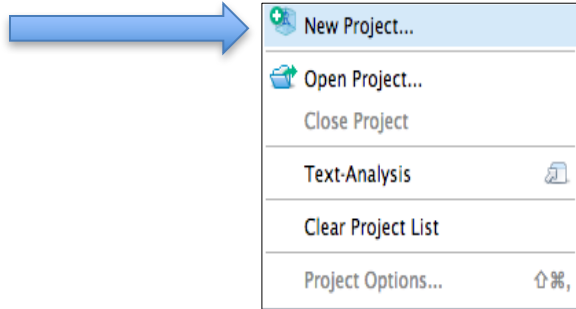 New Project...
Open Project...
Close Project
Text-Analysis
Clear Project List
Project Options... ⇧⌘,